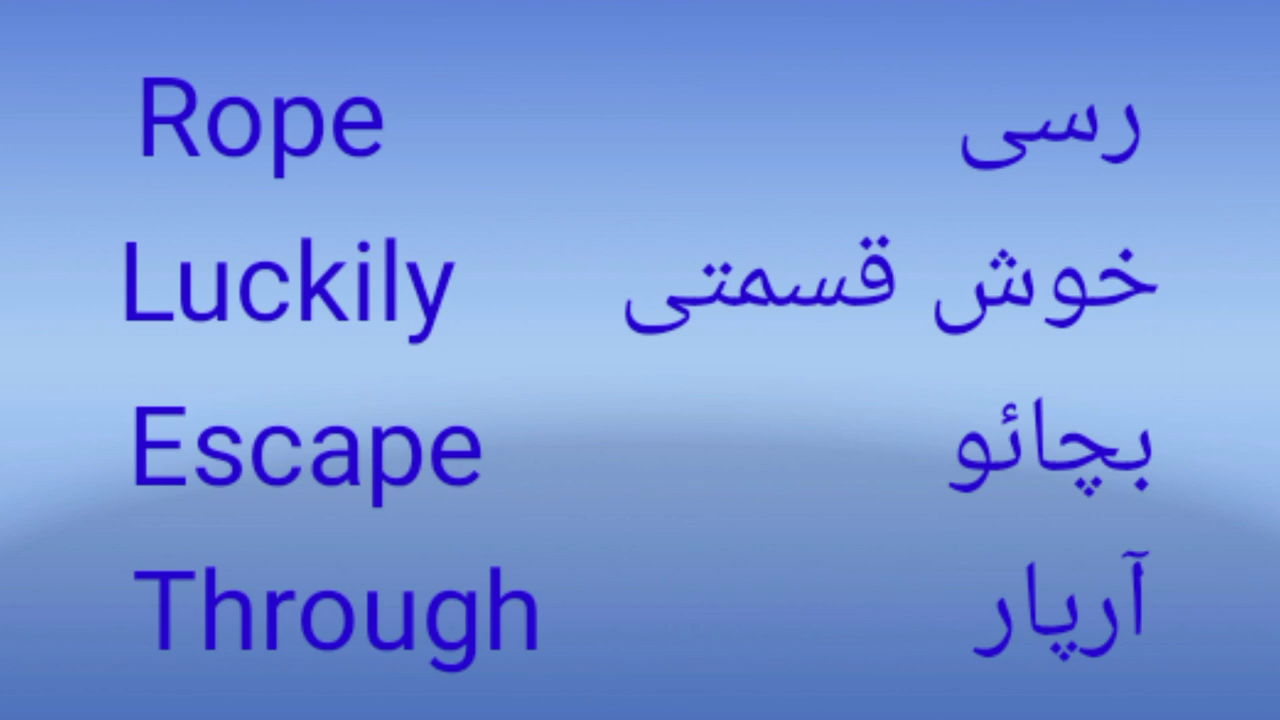 Rope رسی
Luckily خوش قسمتی
Escape بچائو
Through آرپار